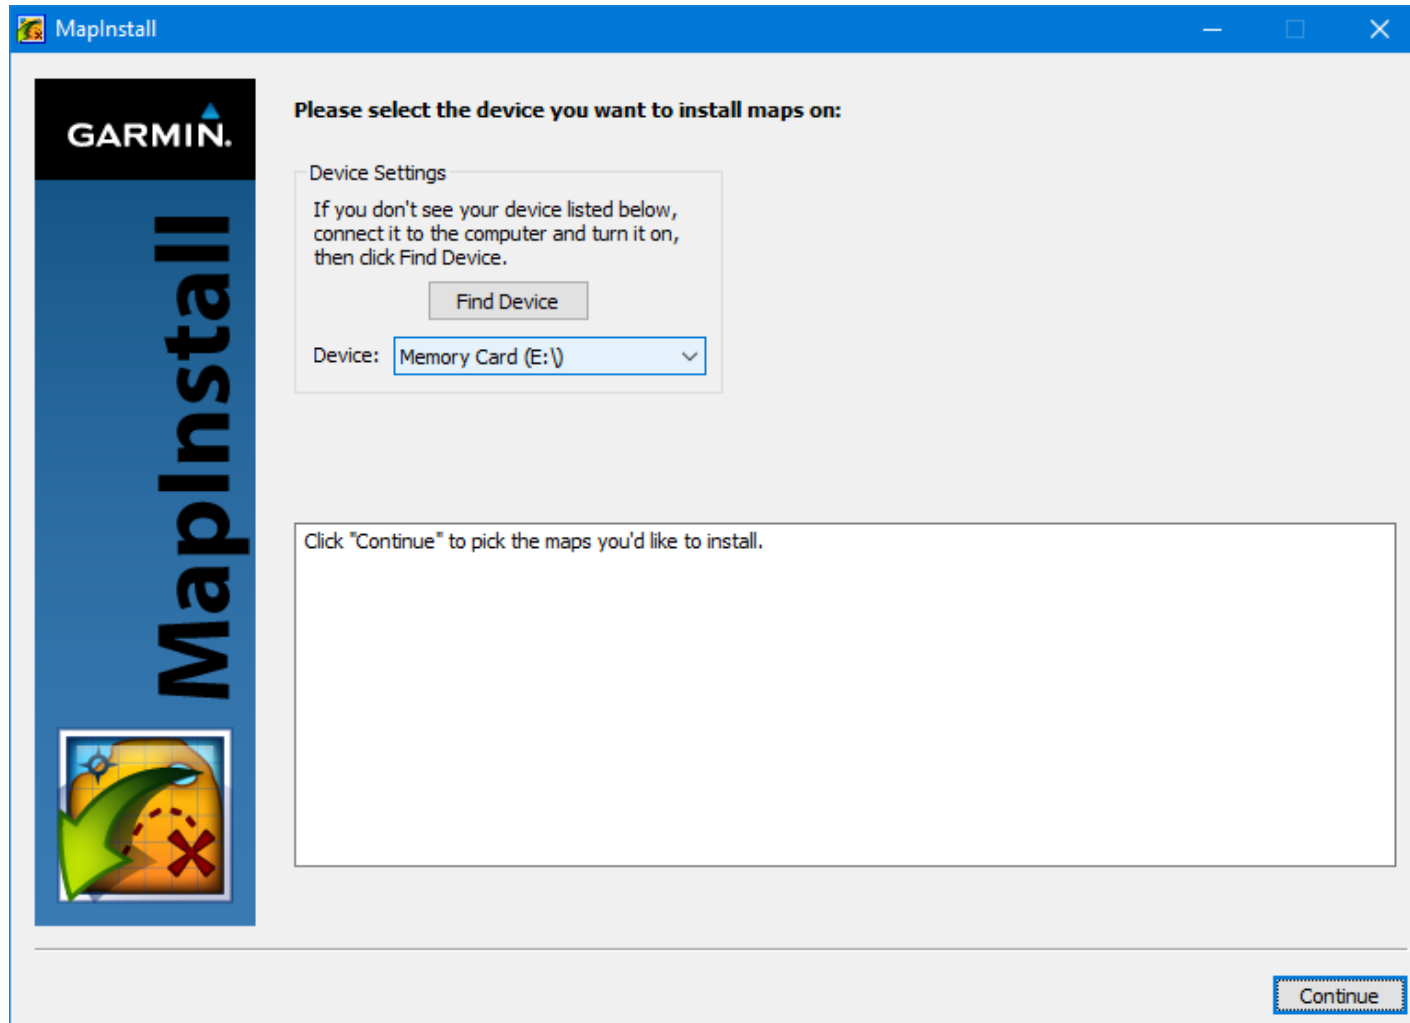 MapInstall
GARMIN.
MapInstall
Please select the device you want to install maps on:
Device Settings
If you don't see your device listed below,
connect it to the computer and turn it on,
then click Find Device.
Find Device
Device: Memory Card (E:\)
Click "Continue" to pick the maps you'd like to install.
Continue